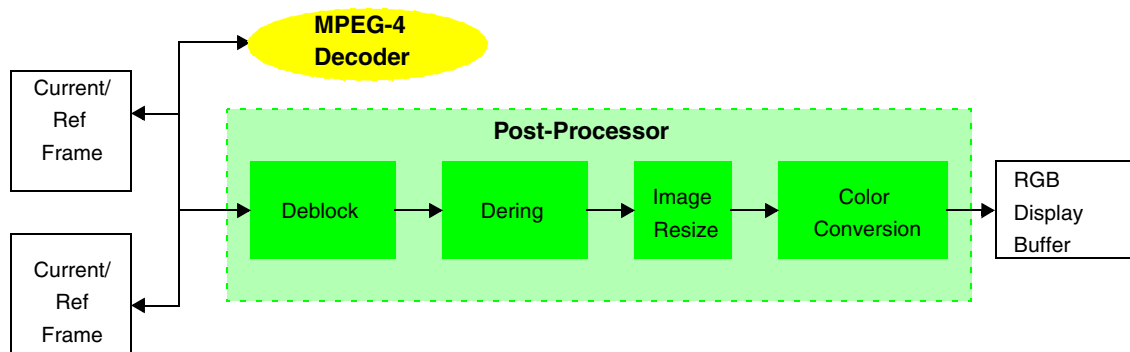 MPEG-4
Decoder
Current/
Ref
Frame
Post-Processor
Deblock
Dering
Image
Resize
Color
Conversion
RGB
Display
Buffer
Current/
Ref
Frame